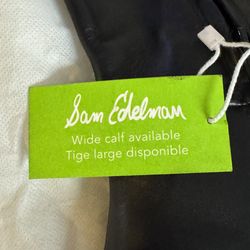 Sam Edelman
Wide calf available
Tige large disponible